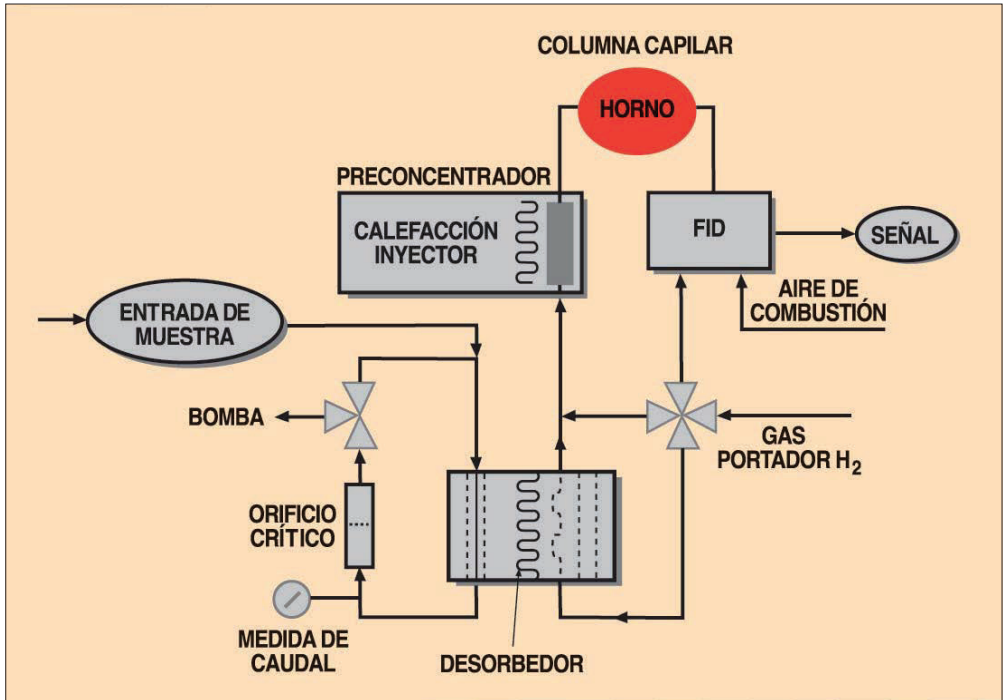 COLUMNA CAPILAR
HORNO
PRECONCENTRADOR
CALEFACCIÓN
INYECTOR
FID
SEÑAL
AIRE DE
COMBUSTIÓN
ENTRADA DE
MUESTRA
BOMBA
GAS
PORTADOR H₂
ORIFICIO
CRÍTICO
MEDIDA DE
CAUDAL
DESORBEDOR